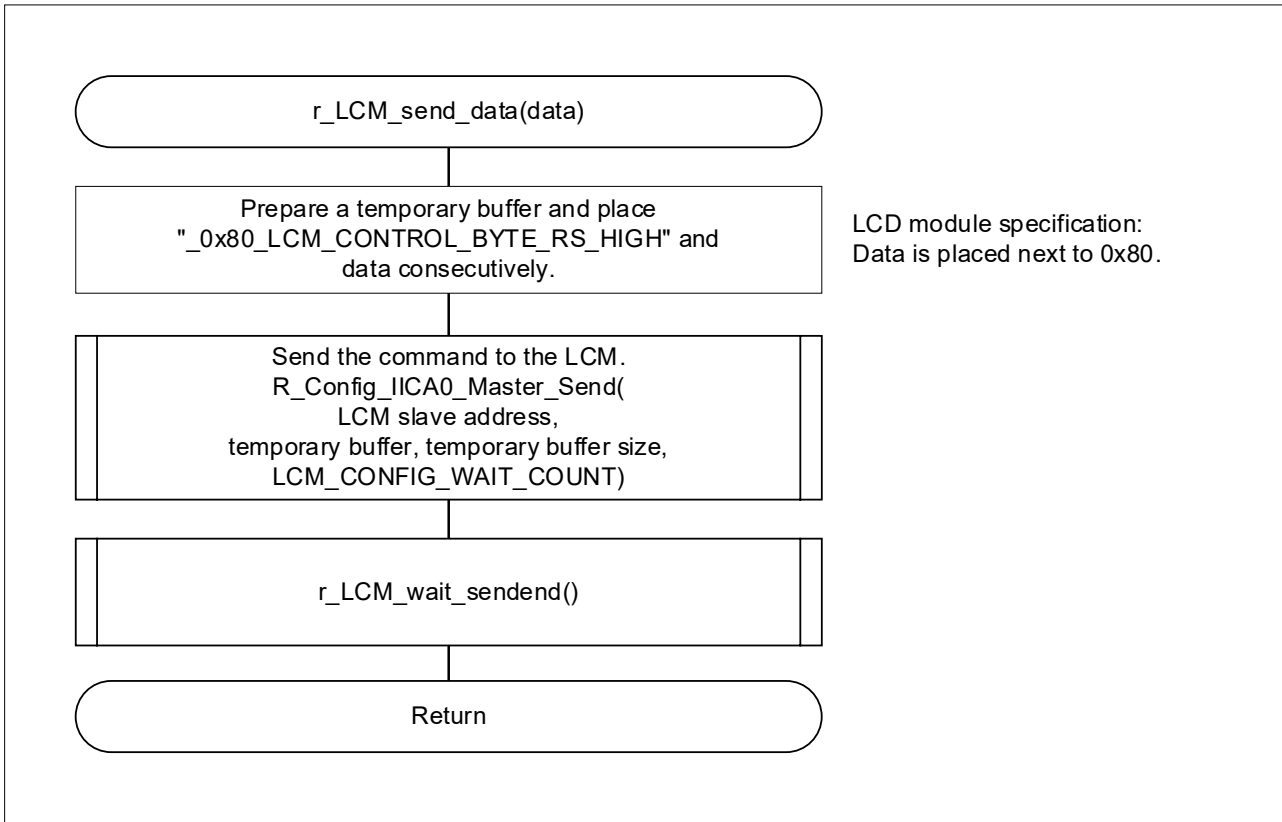 r_LCM_send_data(data)
Prepare a temporary buffer and place
"_0x80_LCM_CONTROL_BYTE_RS_HIGH" and
data consecutively.
LCD module specification:
Data is placed next to 0x80.
Send the command to the LCM.
R_Config_IICA0_Master_Send(
LCM slave address,
temporary buffer, temporary buffer size,
LCM_CONFIG_WAIT_COUNT)
r_LCM_wait_sendend()
Return